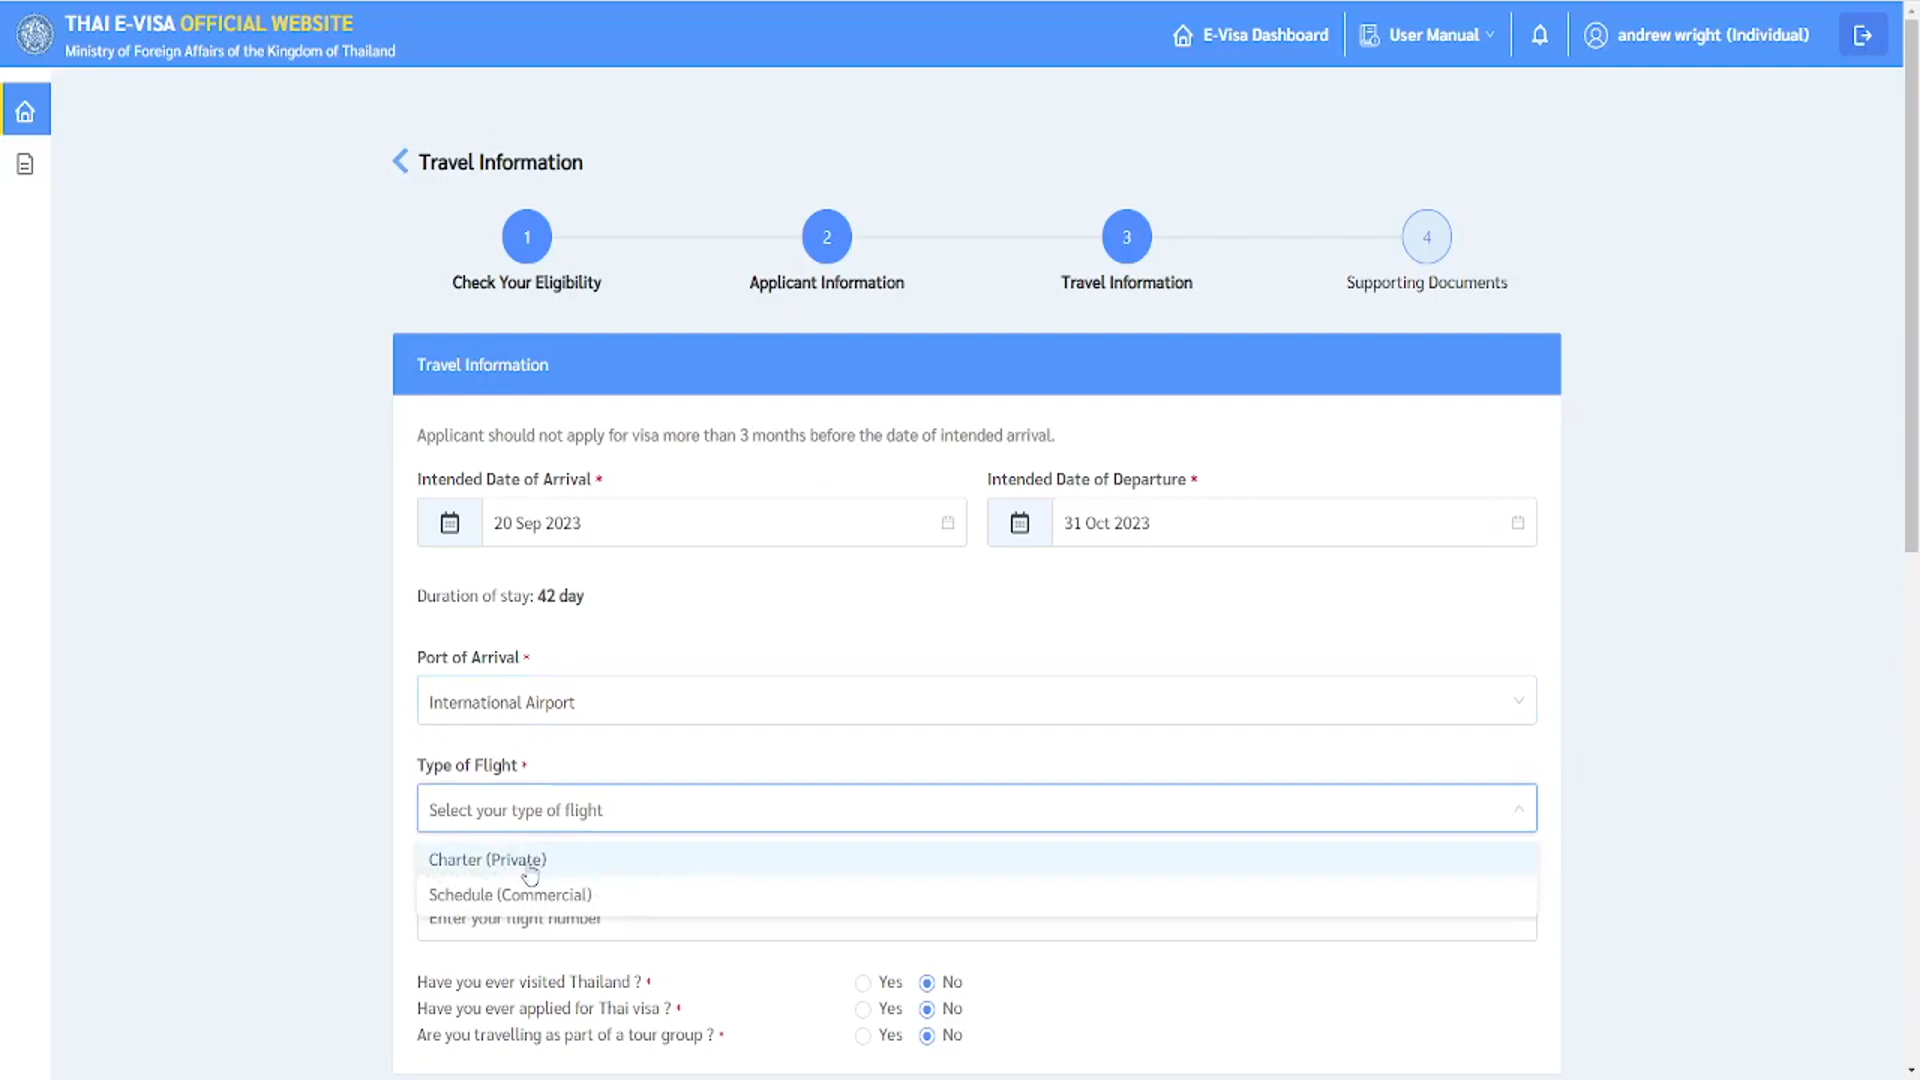 THAI E-VISA OFFICIAL WEBSITE
Ministry of Foreign Affairs of the Kingdom of Thailand
E-Visa Dashboard
User Manual
andrew wright (Individual)
Travel Information
1
2
3
4
Check Your Eligibility
Applicant Information
Travel Information
Supporting Documents
Travel Information
Applicant should not apply for visa more than 3 months before the date of intended arrival.
Intended Date of Arrival *
Intended Date of Departure *
20 Sep 2023
31 Oct 2023
Duration of stay: 42 day
Port of Arrival *
International Airport
Type of Flight *
Select your type of flight
Charter (Private)
Schedule (Commercial)
Enter your flight number
Have you ever visited Thailand ? * Yes No
Have you ever applied for Thai visa ? * Yes No
Are you travelling as part of a tour group ? * Yes No